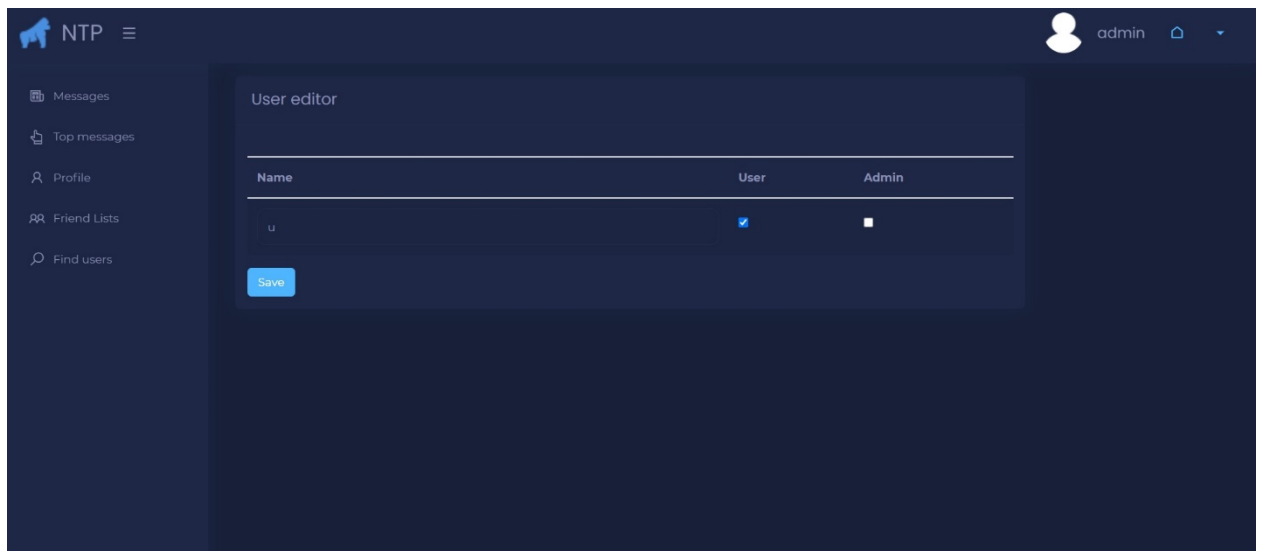 NTP
admin
Messages
Top messages
Profile
Friend Lists
Find users
User editor
Name User Admin
u
Save